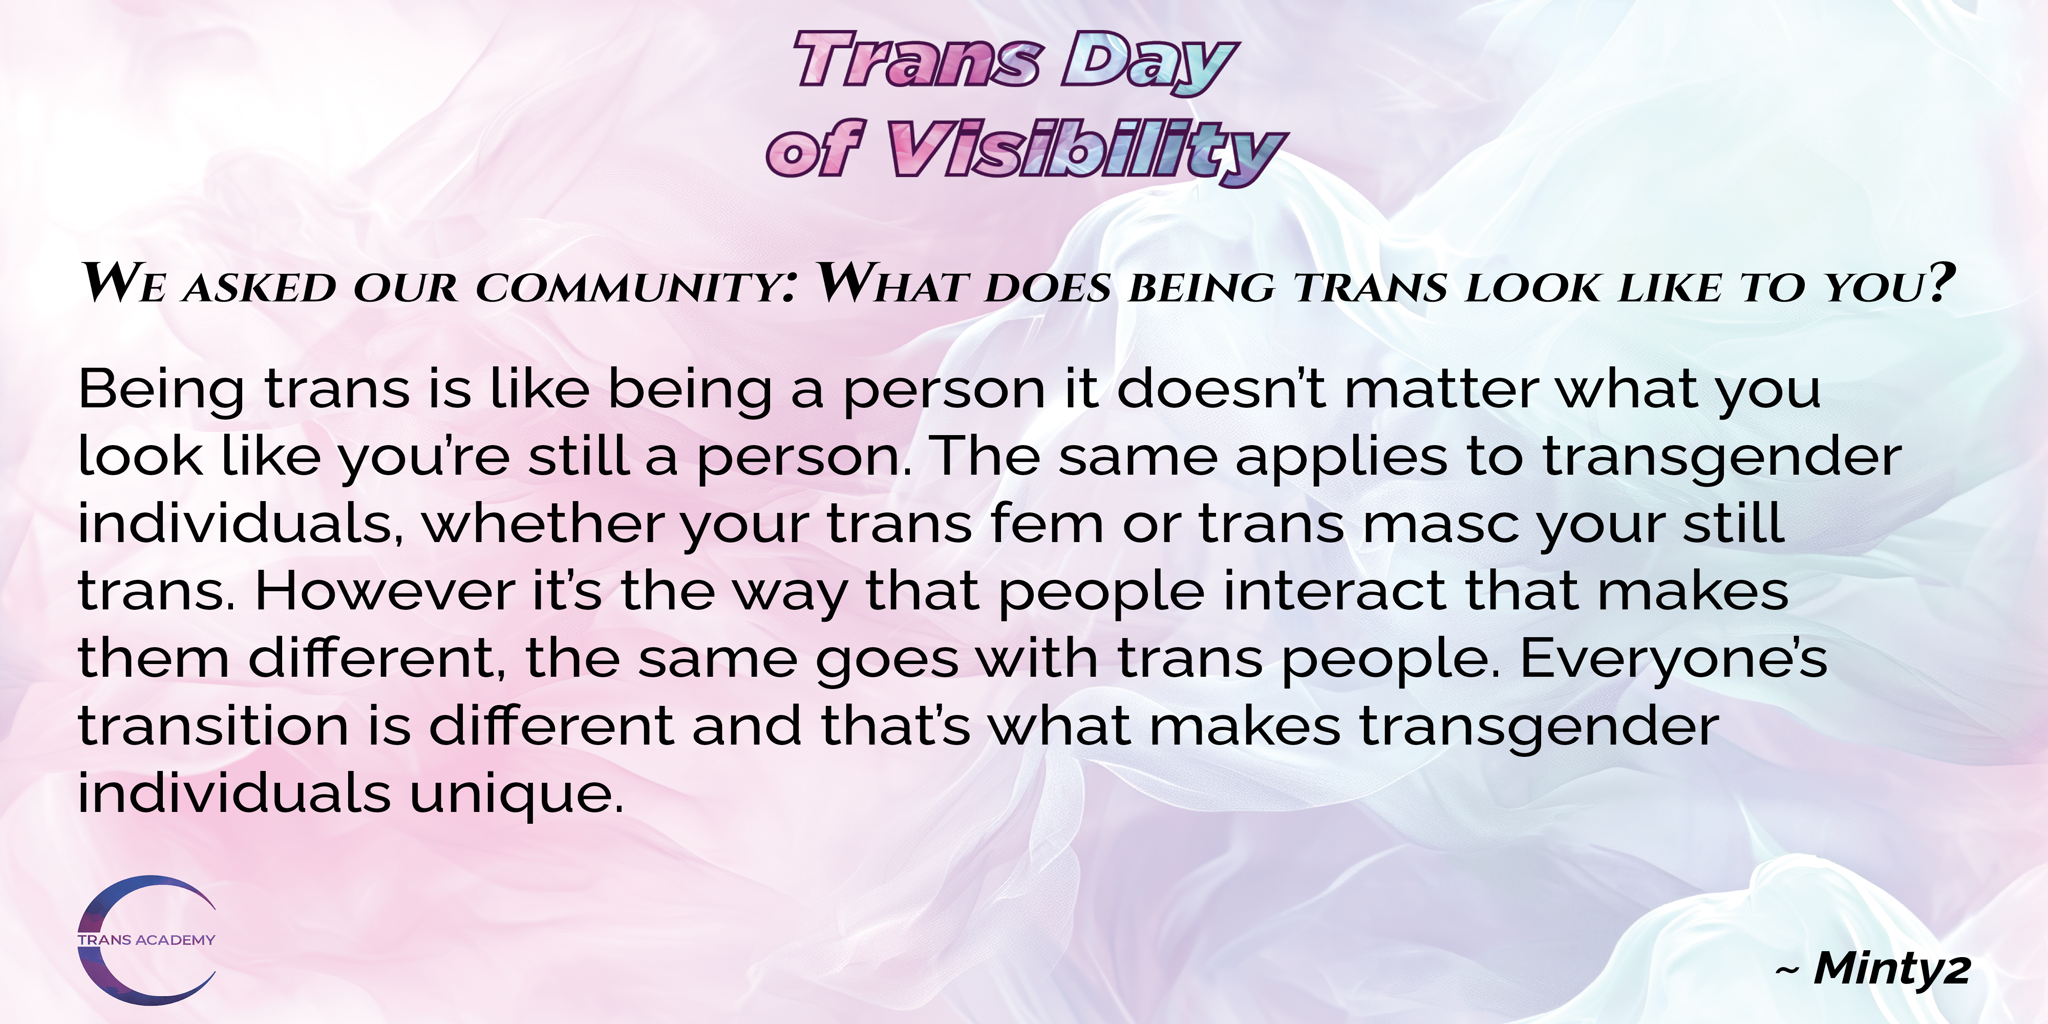 Trans Day
of Visibility
We asked our community: What does being trans look like to you?
Being trans is like being a person it doesn’t matter what you
look like you’re still a person. The same applies to transgender
individuals, whether your trans fem or trans masc your still
trans. However it’s the way that people interact that makes
them different, the same goes with trans people. Everyone’s
transition is different and that’s what makes transgender
individuals unique.
TRANS ACADEMY
~ Minty2